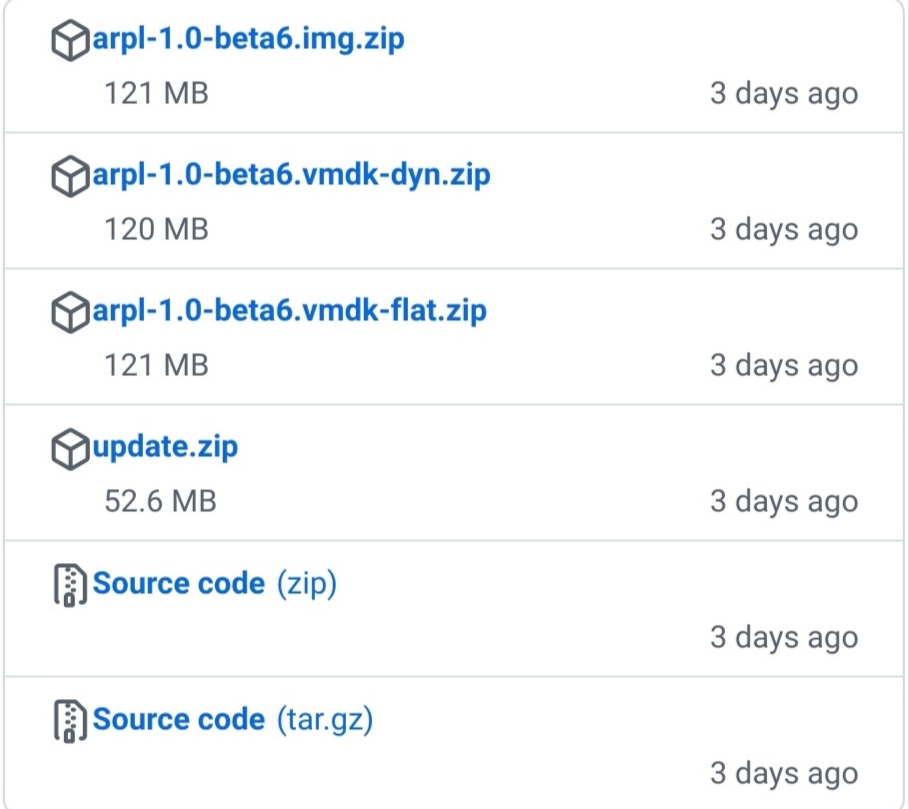 arpl-1.0-beta6.img.zip
121 MB 3 days ago
arpl-1.0-beta6.vmdk-dyn.zip
120 MB 3 days ago
arpl-1.0-beta6.vmdk-flat.zip
121 MB 3 days ago
update.zip
52.6 MB 3 days ago
Source code (zip)
3 days ago
Source code (tar.gz)
3 days ago